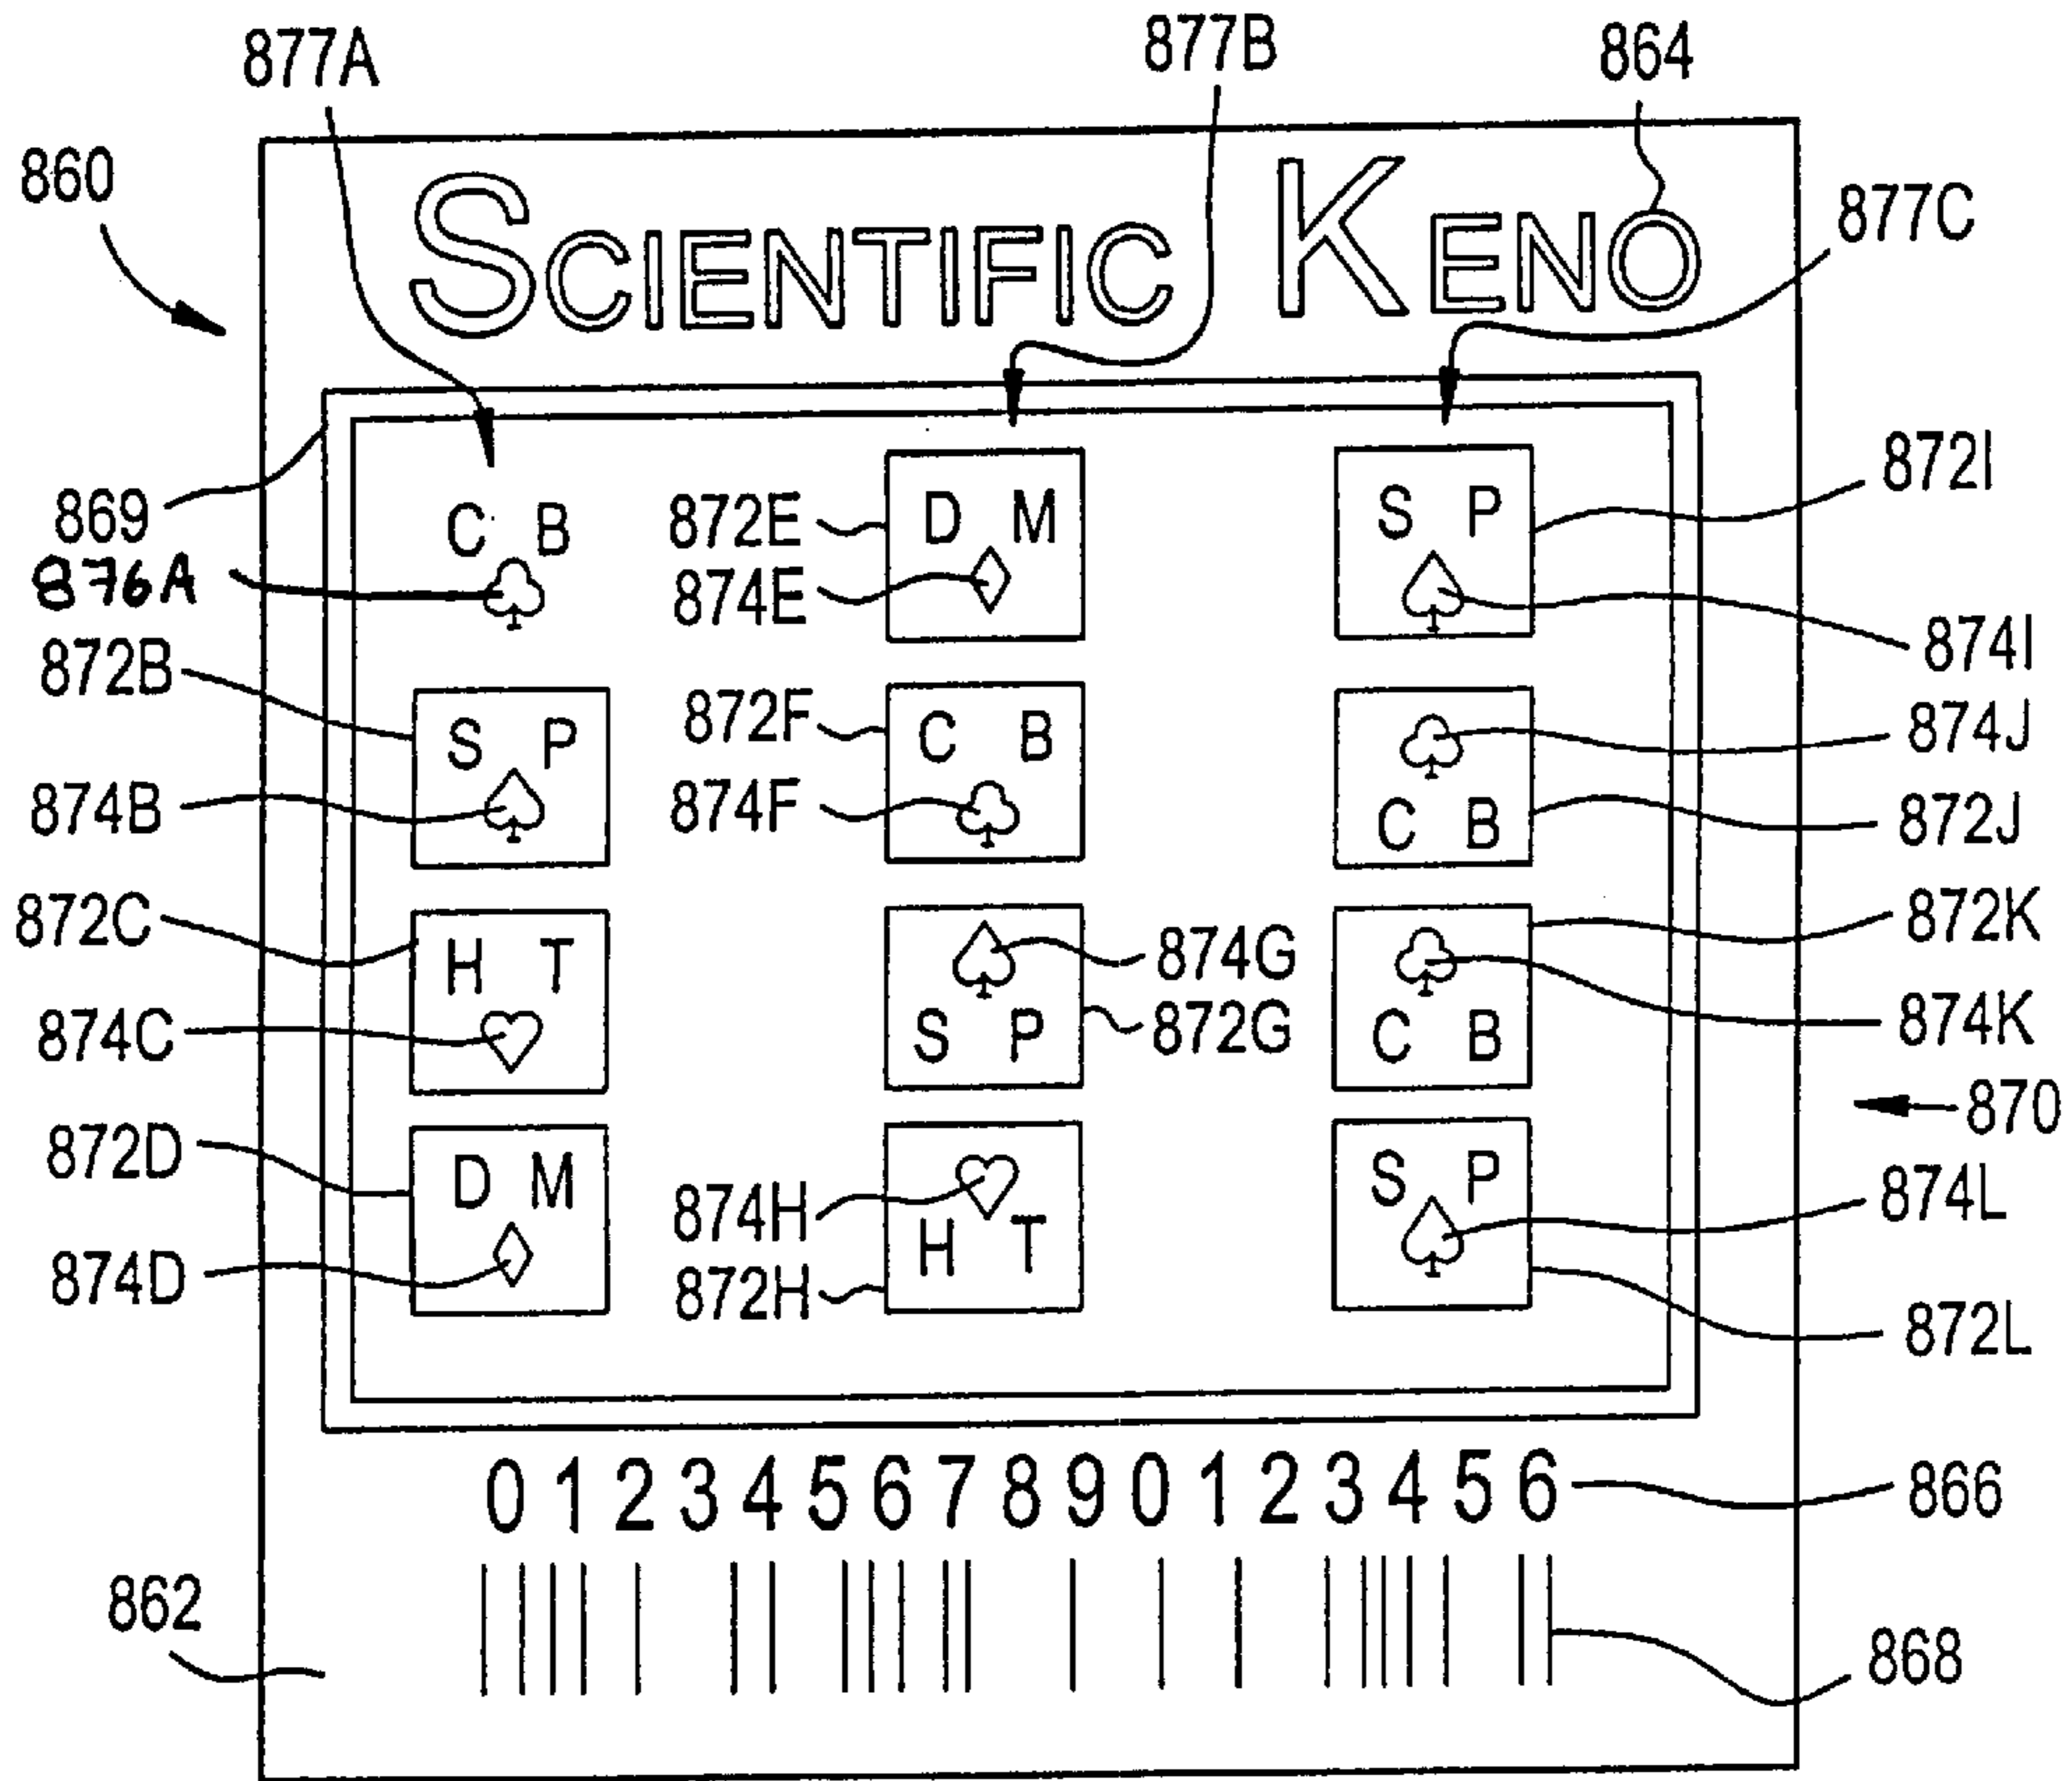 877A 877B 864
860 SCIENTIFIC KENO 877C
869 C B 872E D M S P 872I
876A 874E 874I
872B S P 872F C B 874J
874B 874F C B 872J
872C H T 874G 872K
874C S P 872G C B 874K
870
872D D M 874H S P 874L
874D 872H H T 872L
0 1 2 3 4 5 6 7 8 9 0 1 2 3 4 5 6 866
862 868